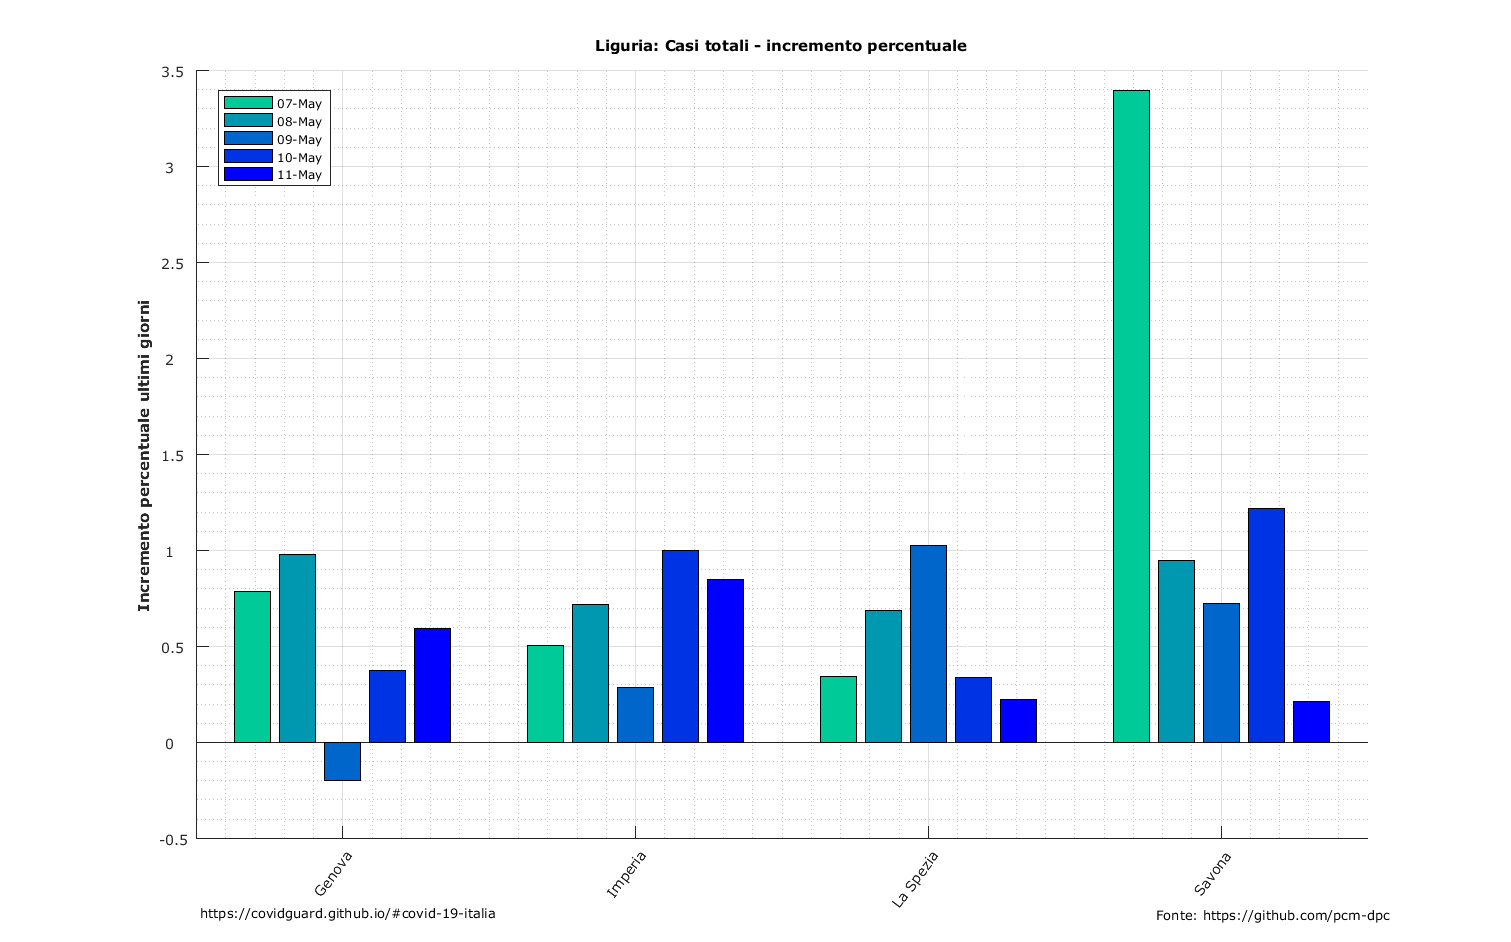 Liguria: Casi totali - incremento percentuale
3.5
3
2.5
2
1.5
1
0.5
0
-0.5
Incremento percentuale ultimi giorni
07-May
08-May
09-May
10-May
11-May
Genova
Imperia
La Spezia
Savona
https://covidguard.github.io/#covid-19-italia
Fonte: https://github.com/pcm-dpc